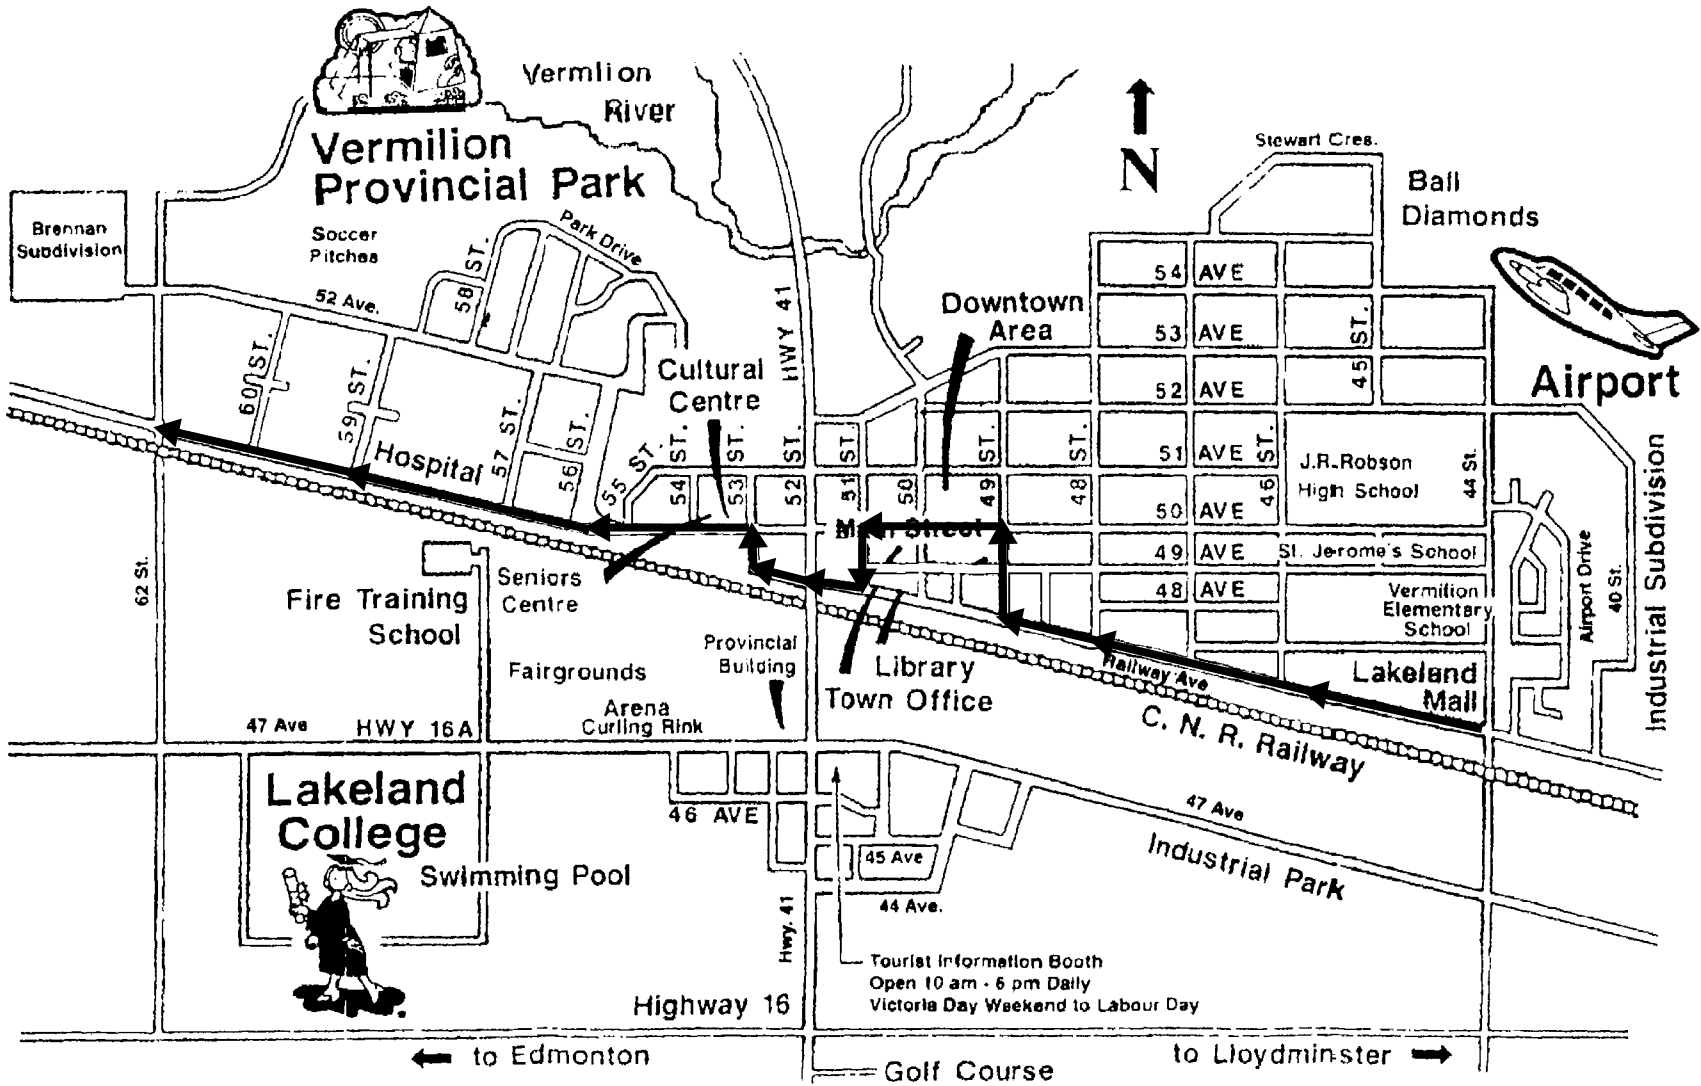 Vermlion
River
Vermilion
Provincial Park
N
Stewart Cres.
Ball
Diamonds
Brennan
Subdivision
Soccer
Pitches
Park Drive
52 Ave.
58 ST.
HWY 41
Downtown
Area
54 AVE
53 AVE
52 AVE
51 AVE
50 AVE
49 AVE
48 AVE
45 ST.
Airport
60 ST.
59 ST.
57 ST.
56 ST.
55 ST.
54 ST.
53 ST.
52 ST.
51 ST.
50
49 ST.
48 ST.
46 ST.
44 St.
Cultural
Centre
Hospital
J.R.Robson
High School
Street
St. Jerome's School
Vermition
Elementary
School
Airport Drive
40 St.
Industrial Subdivision
62 St.
Fire Training
School
Seniors
Centre
Provincial
Building
Library
Town Office
Railway Ave
Lakeland
Mall
Fairgrounds
Arena
Curling Rink
47 Ave
HWY 16A
C. N. R. Railway
Lakeland
College
Swimming Pool
46 AVE
45 Ave
44 Ave.
47 Ave
Industrial Park
Hwy. 41
Tourist Information Booth
Open 10 am - 6 pm Daily
Victoria Day Weekend to Labour Day
Highway 16
to Edmonton
to Lloydminster
Golf Course